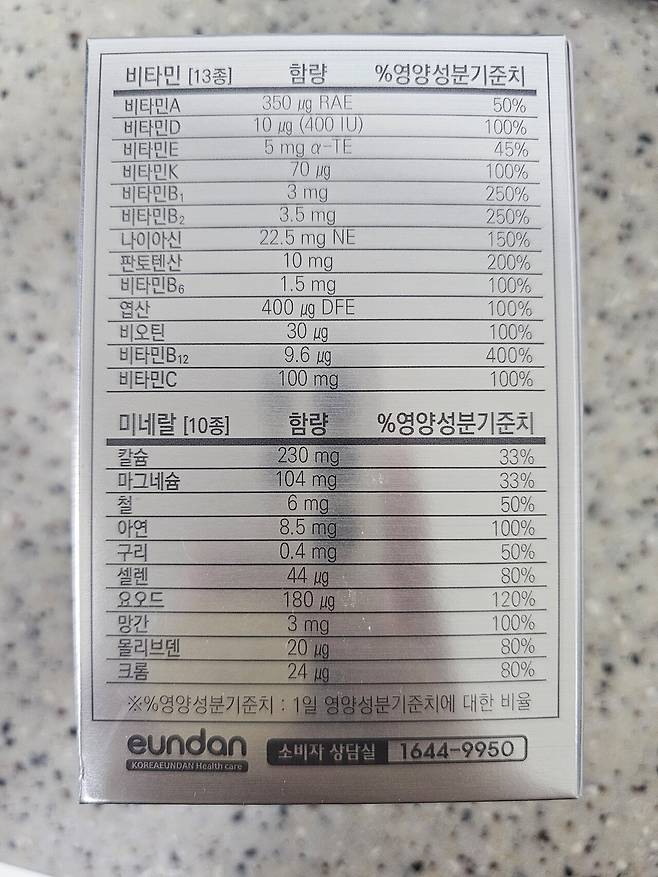 비타민 [13종] 함량 %영양성분기준치
비타민A 350 ㎍ RAE 50%
비타민D 10 ㎍ (400 IU) 100%
비타민E 5 mg α-TE 45%
비타민K 70 ㎍ 100%
비타민B₁ 3 mg 250%
비타민B₂ 3.5 mg 250%
나이아신 22.5 mg NE 150%
판토텐산 10 mg 200%
비타민B₆ 1.5 mg 100%
엽산 400 ㎍ DFE 100%
비오틴 30 ㎍ 100%
비타민B₁₂ 9.6 ㎍ 400%
비타민C 100 mg 100%
미네랄 [10종] 함량 %영양성분기준치
칼슘 230 mg 33%
마그네슘 104 mg 33%
철 6 mg 50%
아연 8.5 mg 100%
구리 0.4 mg 50%
셀렌 44 ㎍ 80%
요오드 180 ㎍ 120%
망간 3 mg 100%
몰리브덴 20 ㎍ 80%
크롬 24 ㎍ 80%
※%영양성분기준치 : 1일 영양성분기준치에 대한 비율
eundan 소비자 상담실 1644-9950
KOREAEUNDAN Health care